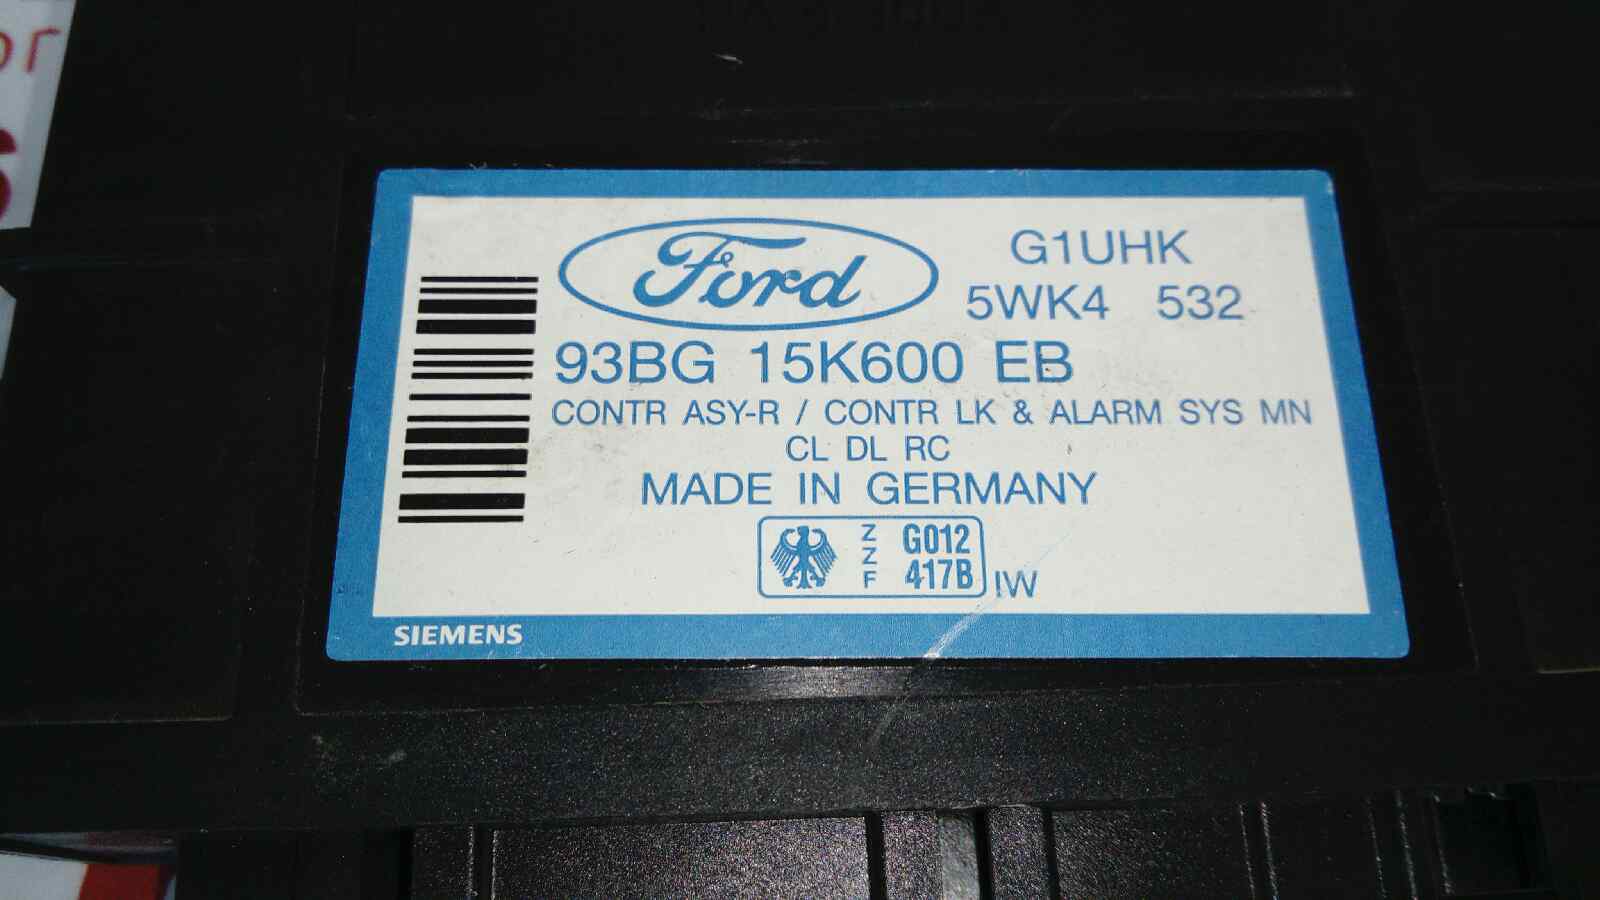 Ford
G1UHK
5WK4 532
93BG 15K600 EB
CONTR ASY-R / CONTR LK & ALARM SYS MN
CL DL RC
MADE IN GERMANY
Z Z F
G012
417B
IW
SIEMENS
or
S